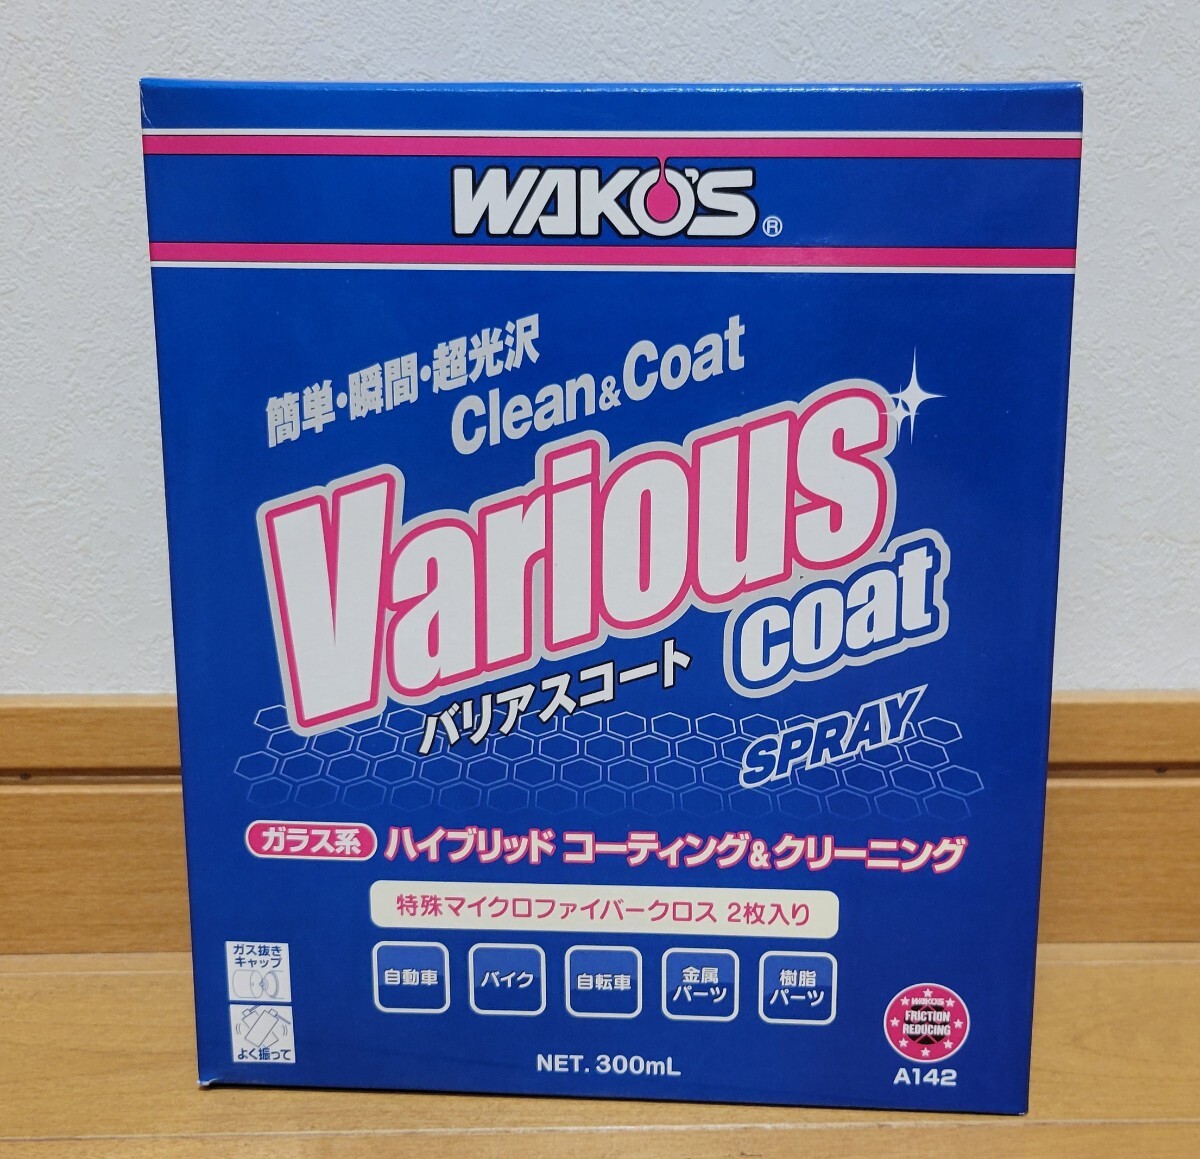 WAKO'S®
簡単・瞬間・超光沢
Clean&Coat
Various
coat
バリアスコート
SPRAY
ガラス系 ハイブリッド コーティング&クリーニング
特殊マイクロファイバークロス 2枚入り
ガス抜き
キャップ
よく振って
自動車
バイク
自転車
金属
パーツ
樹脂
パーツ
WAKO'S
FRICTION
REDUCING
A142
NET. 300mL